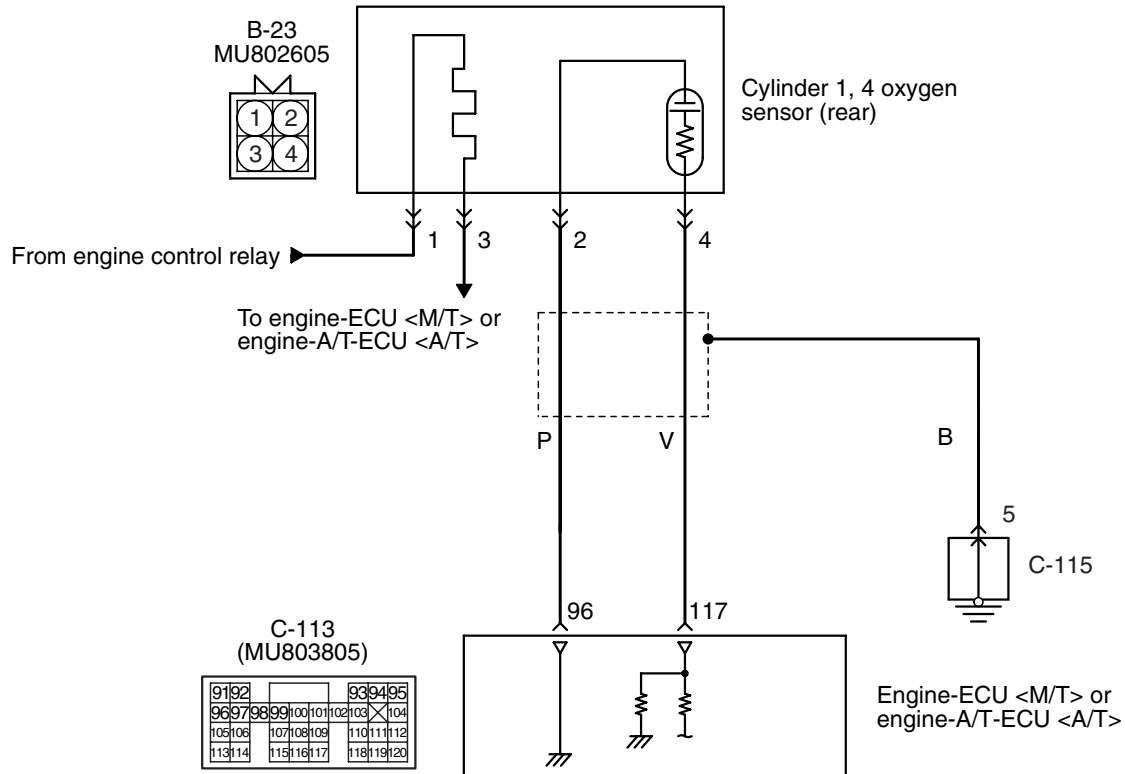 B-23
MU802605
1 2
3 4
Cylinder 1, 4 oxygen
sensor (rear)
1 3 2 4
From engine control relay
To engine-ECU <M/T> or
engine-A/T-ECU <A/T>
P V B
5
C-115
96 117
C-113
(MU803805)
91 92 93 94 95
96 97 98 99 100 101 102 103 104
105 106 107 108 109 110 111 112
113 114 115 116 117 118 119 120
Engine-ECU <M/T> or
engine-A/T-ECU <A/T>